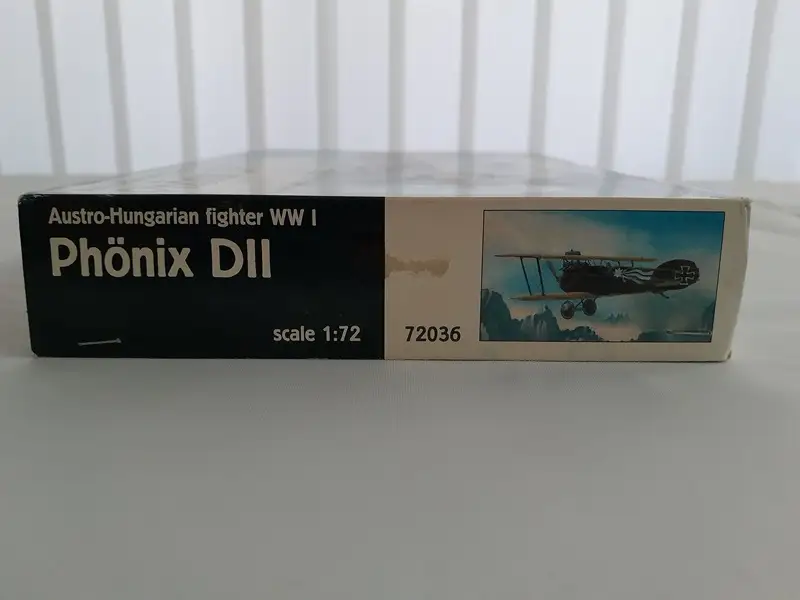 Austro-Hungarian fighter WW I
Phönix DII
scale 1:72
72036